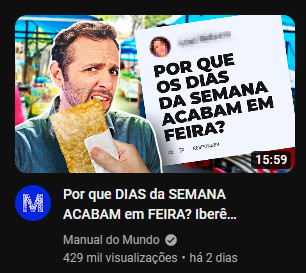 POR QUE
OS DIAS
DA SEMANA
ACABAM EM
FEIRA?
RESPONDER
15:59
M
Por que DIAS da SEMANA
ACABAM em FEIRA? Iberê...
Manual do Mundo
429 mil visualizações • há 2 dias